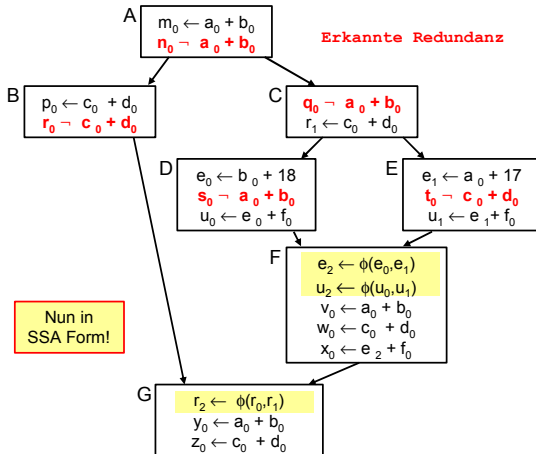 A
m₀ ← a₀ + b₀
n₀ ¬ a₀ + b₀
Erkannte Redundanz
B
p₀ ← c₀ + d₀
r₀ ¬ c₀ + d₀
C
q₀ ¬ a₀ + b₀
r₁ ← c₀ + d₀
D
e₀ ← b₀ + 18
s₀ ¬ a₀ + b₀
u₀ ← e₀ + f₀
E
e₁ ← a₀ + 17
t₀ ¬ c₀ + d₀
u₁ ← e₁ + f₀
F
e₂ ← ϕ(e₀,e₁)
u₂ ← ϕ(u₀,u₁)
v₀ ← a₀ + b₀
w₀ ← c₀ + d₀
x₀ ← e₂ + f₀
Nun in
SSA Form!
G
r₂ ← ϕ(r₀,r₁)
y₀ ← a₀ + b₀
z₀ ← c₀ + d₀